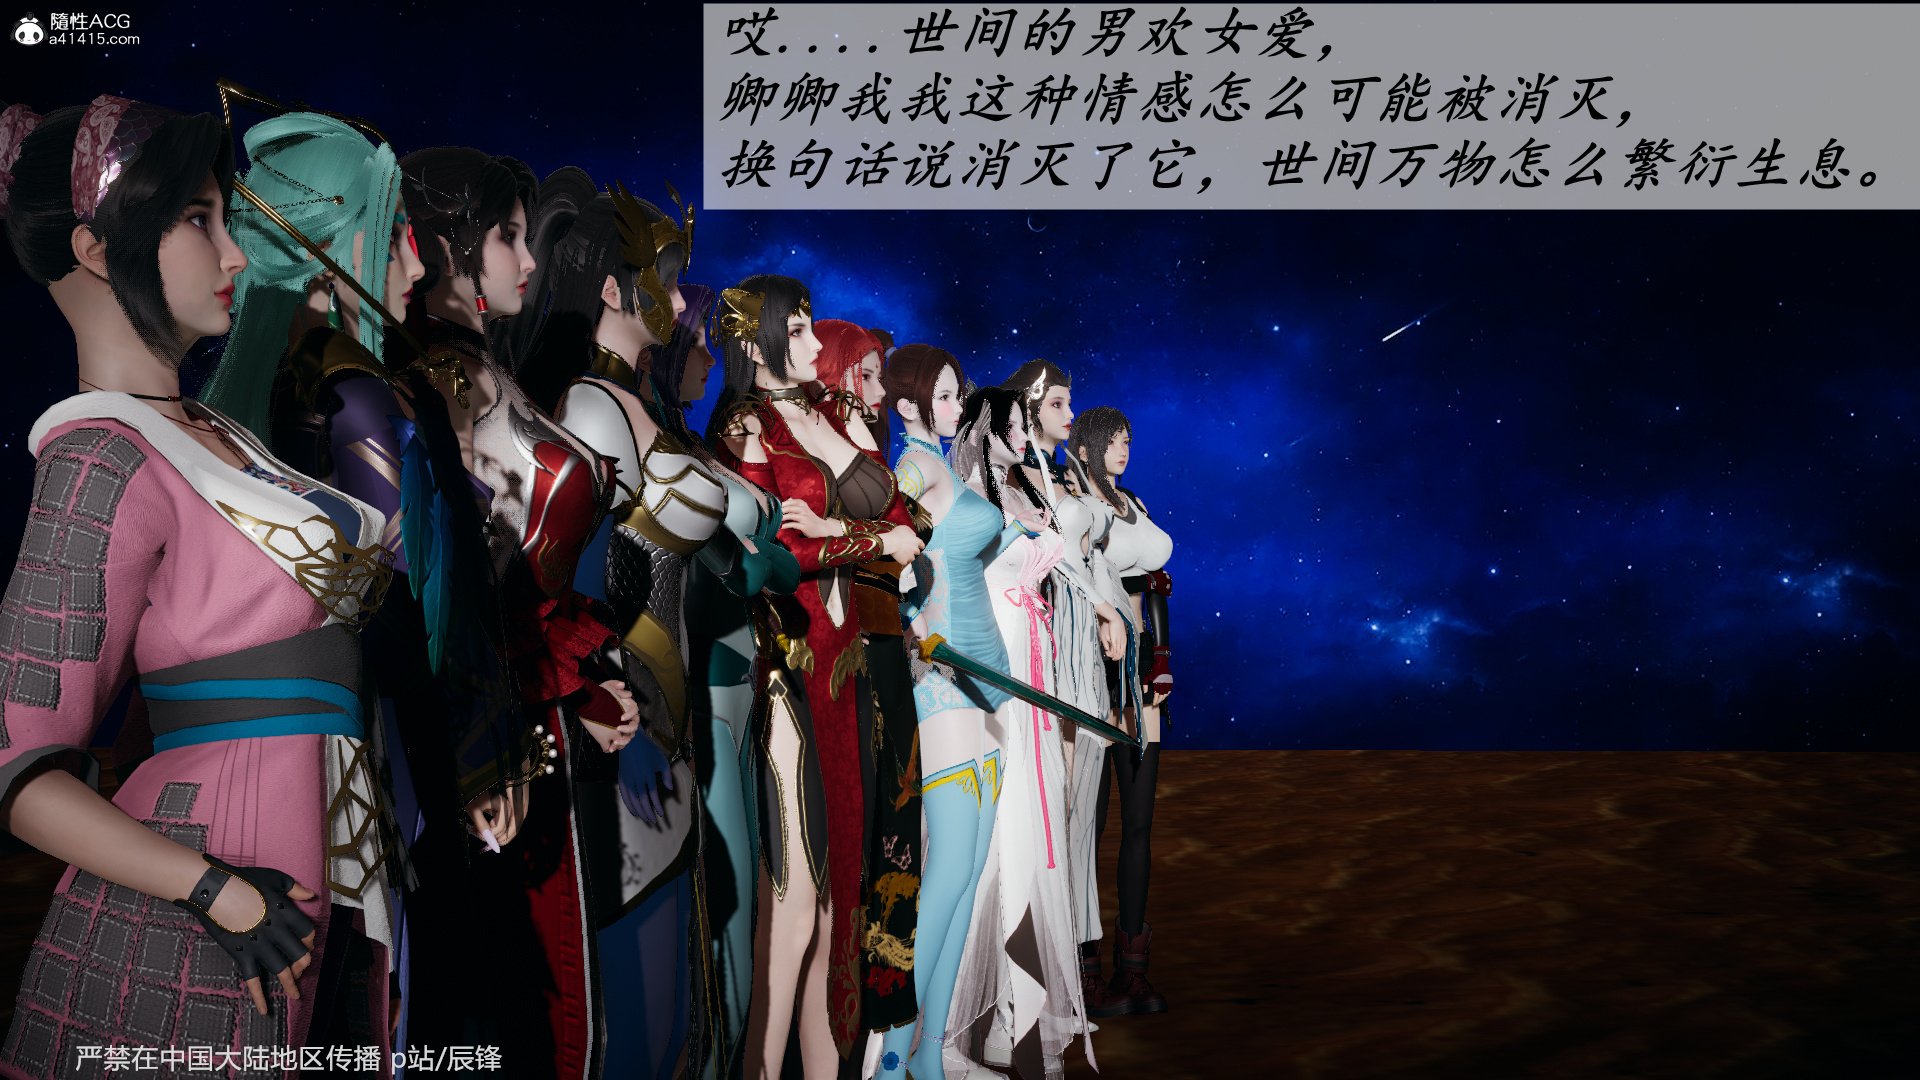 隨性ACG
a41415.com
哎....世间的男欢女爱，
卿卿我我这种情感怎么可能被消灭，
换句话说消灭了它，世间万物怎么繁衍生息。
严禁在中国大陆地区传播 p站/辰锋